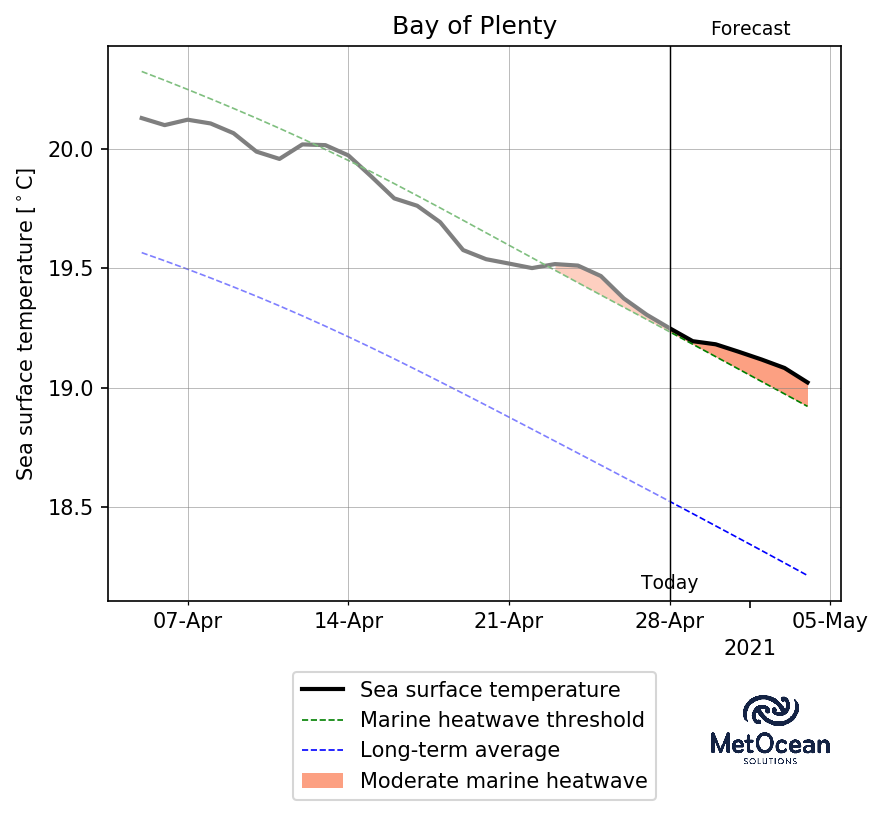 Bay of Plenty
Forecast
Sea surface temperature [°C]
20.0
19.5
19.0
18.5
Today
07-Apr 14-Apr 21-Apr 28-Apr 05-May
2021
Sea surface temperature
Marine heatwave threshold
Long-term average
Moderate marine heatwave
MetOcean
SOLUTIONS